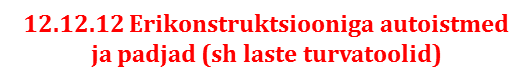 12.12.12 Erikonstruktsiooniga autoistmed
ja padjad (sh laste turvatoolid)